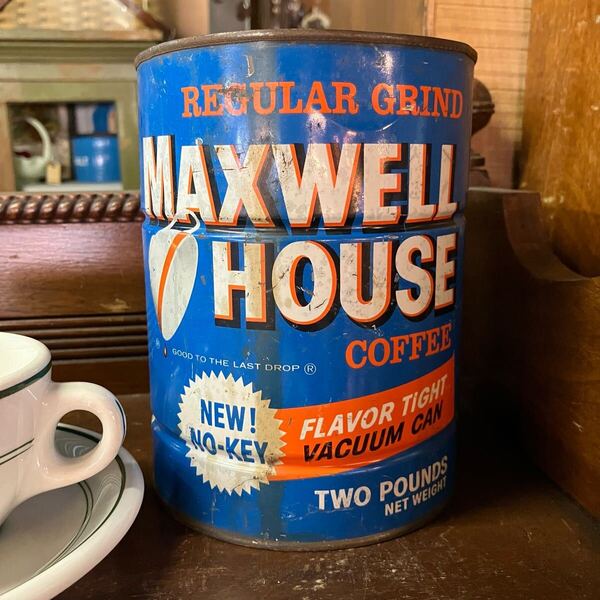 REGULAR GRIND
MAXWELL
HOUSE
COFFEE
GOOD TO THE LAST DROP ®
NEW!
NO-KEY
FLAVOR TIGHT
VACUUM CAN
TWO POUNDS
NET WEIGHT